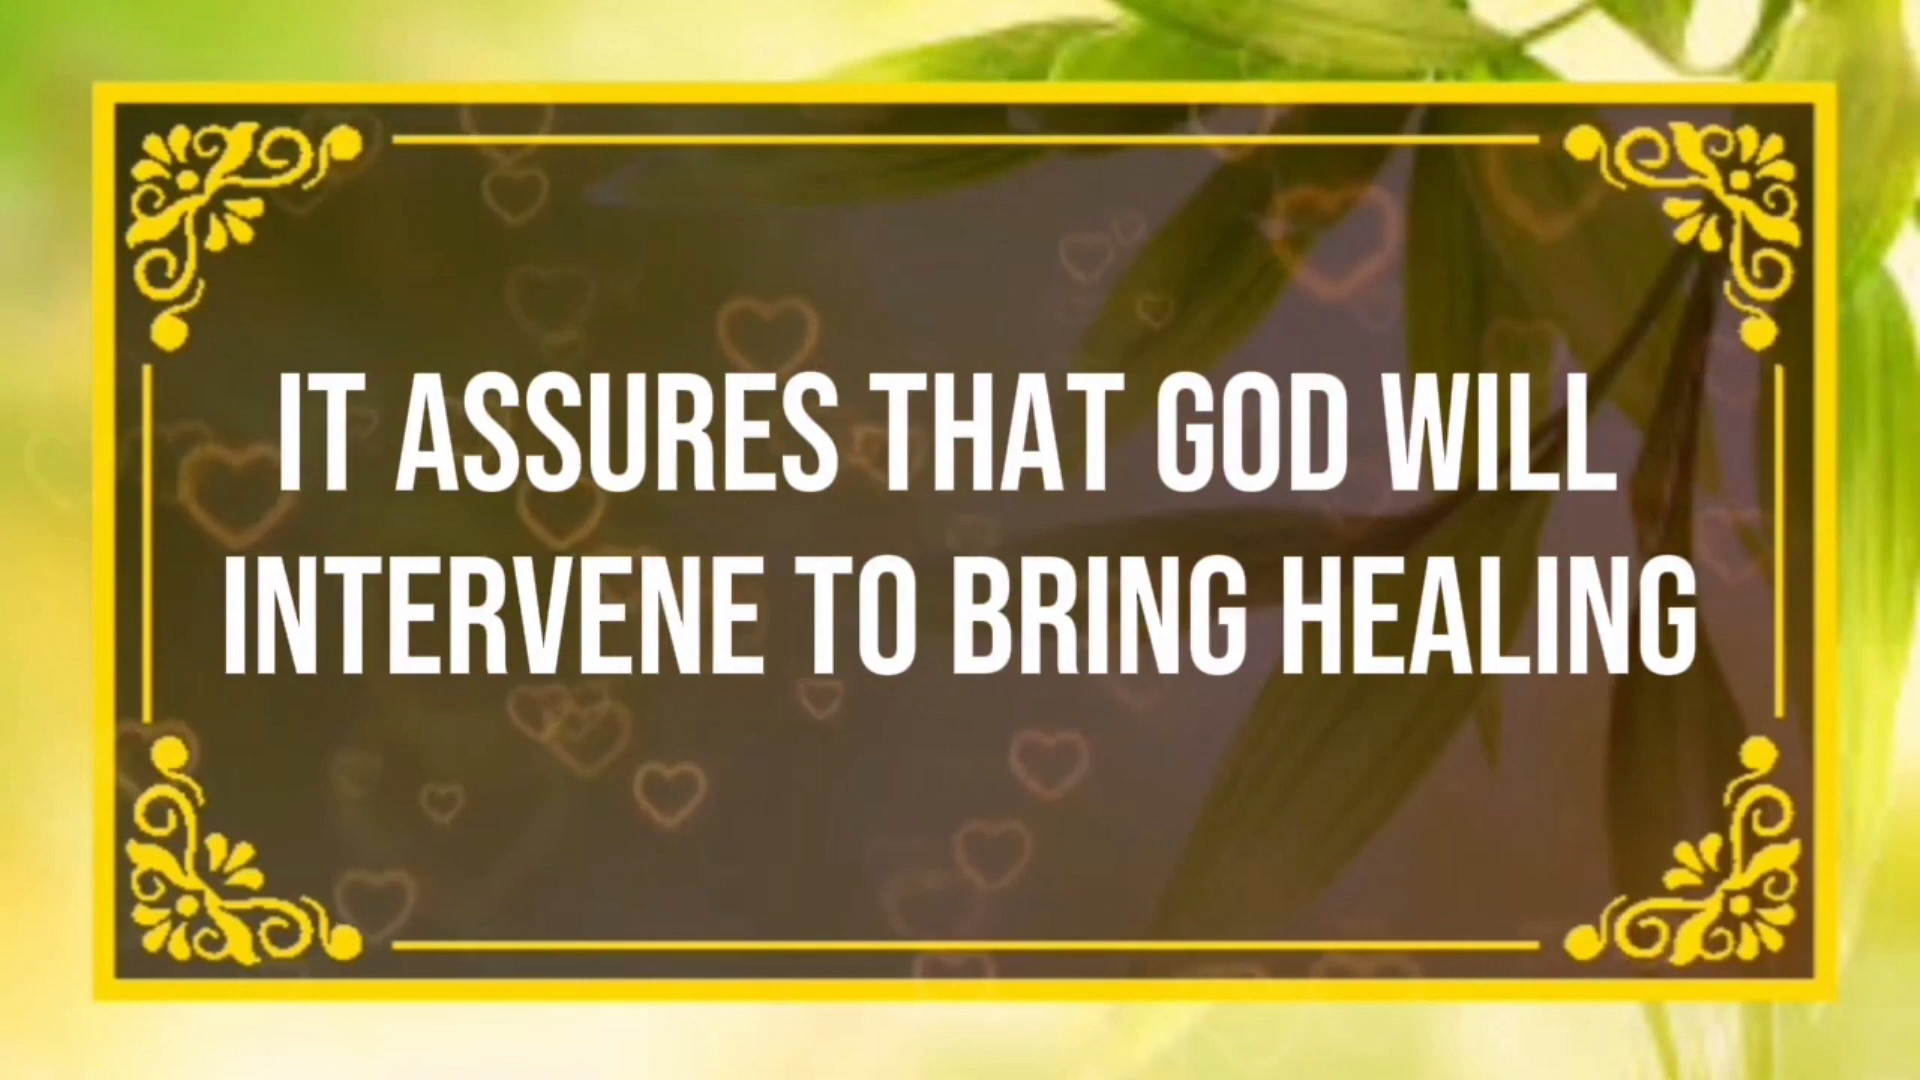 IT ASSURES THAT GOD WILL
INTERVENE TO BRING HEALING